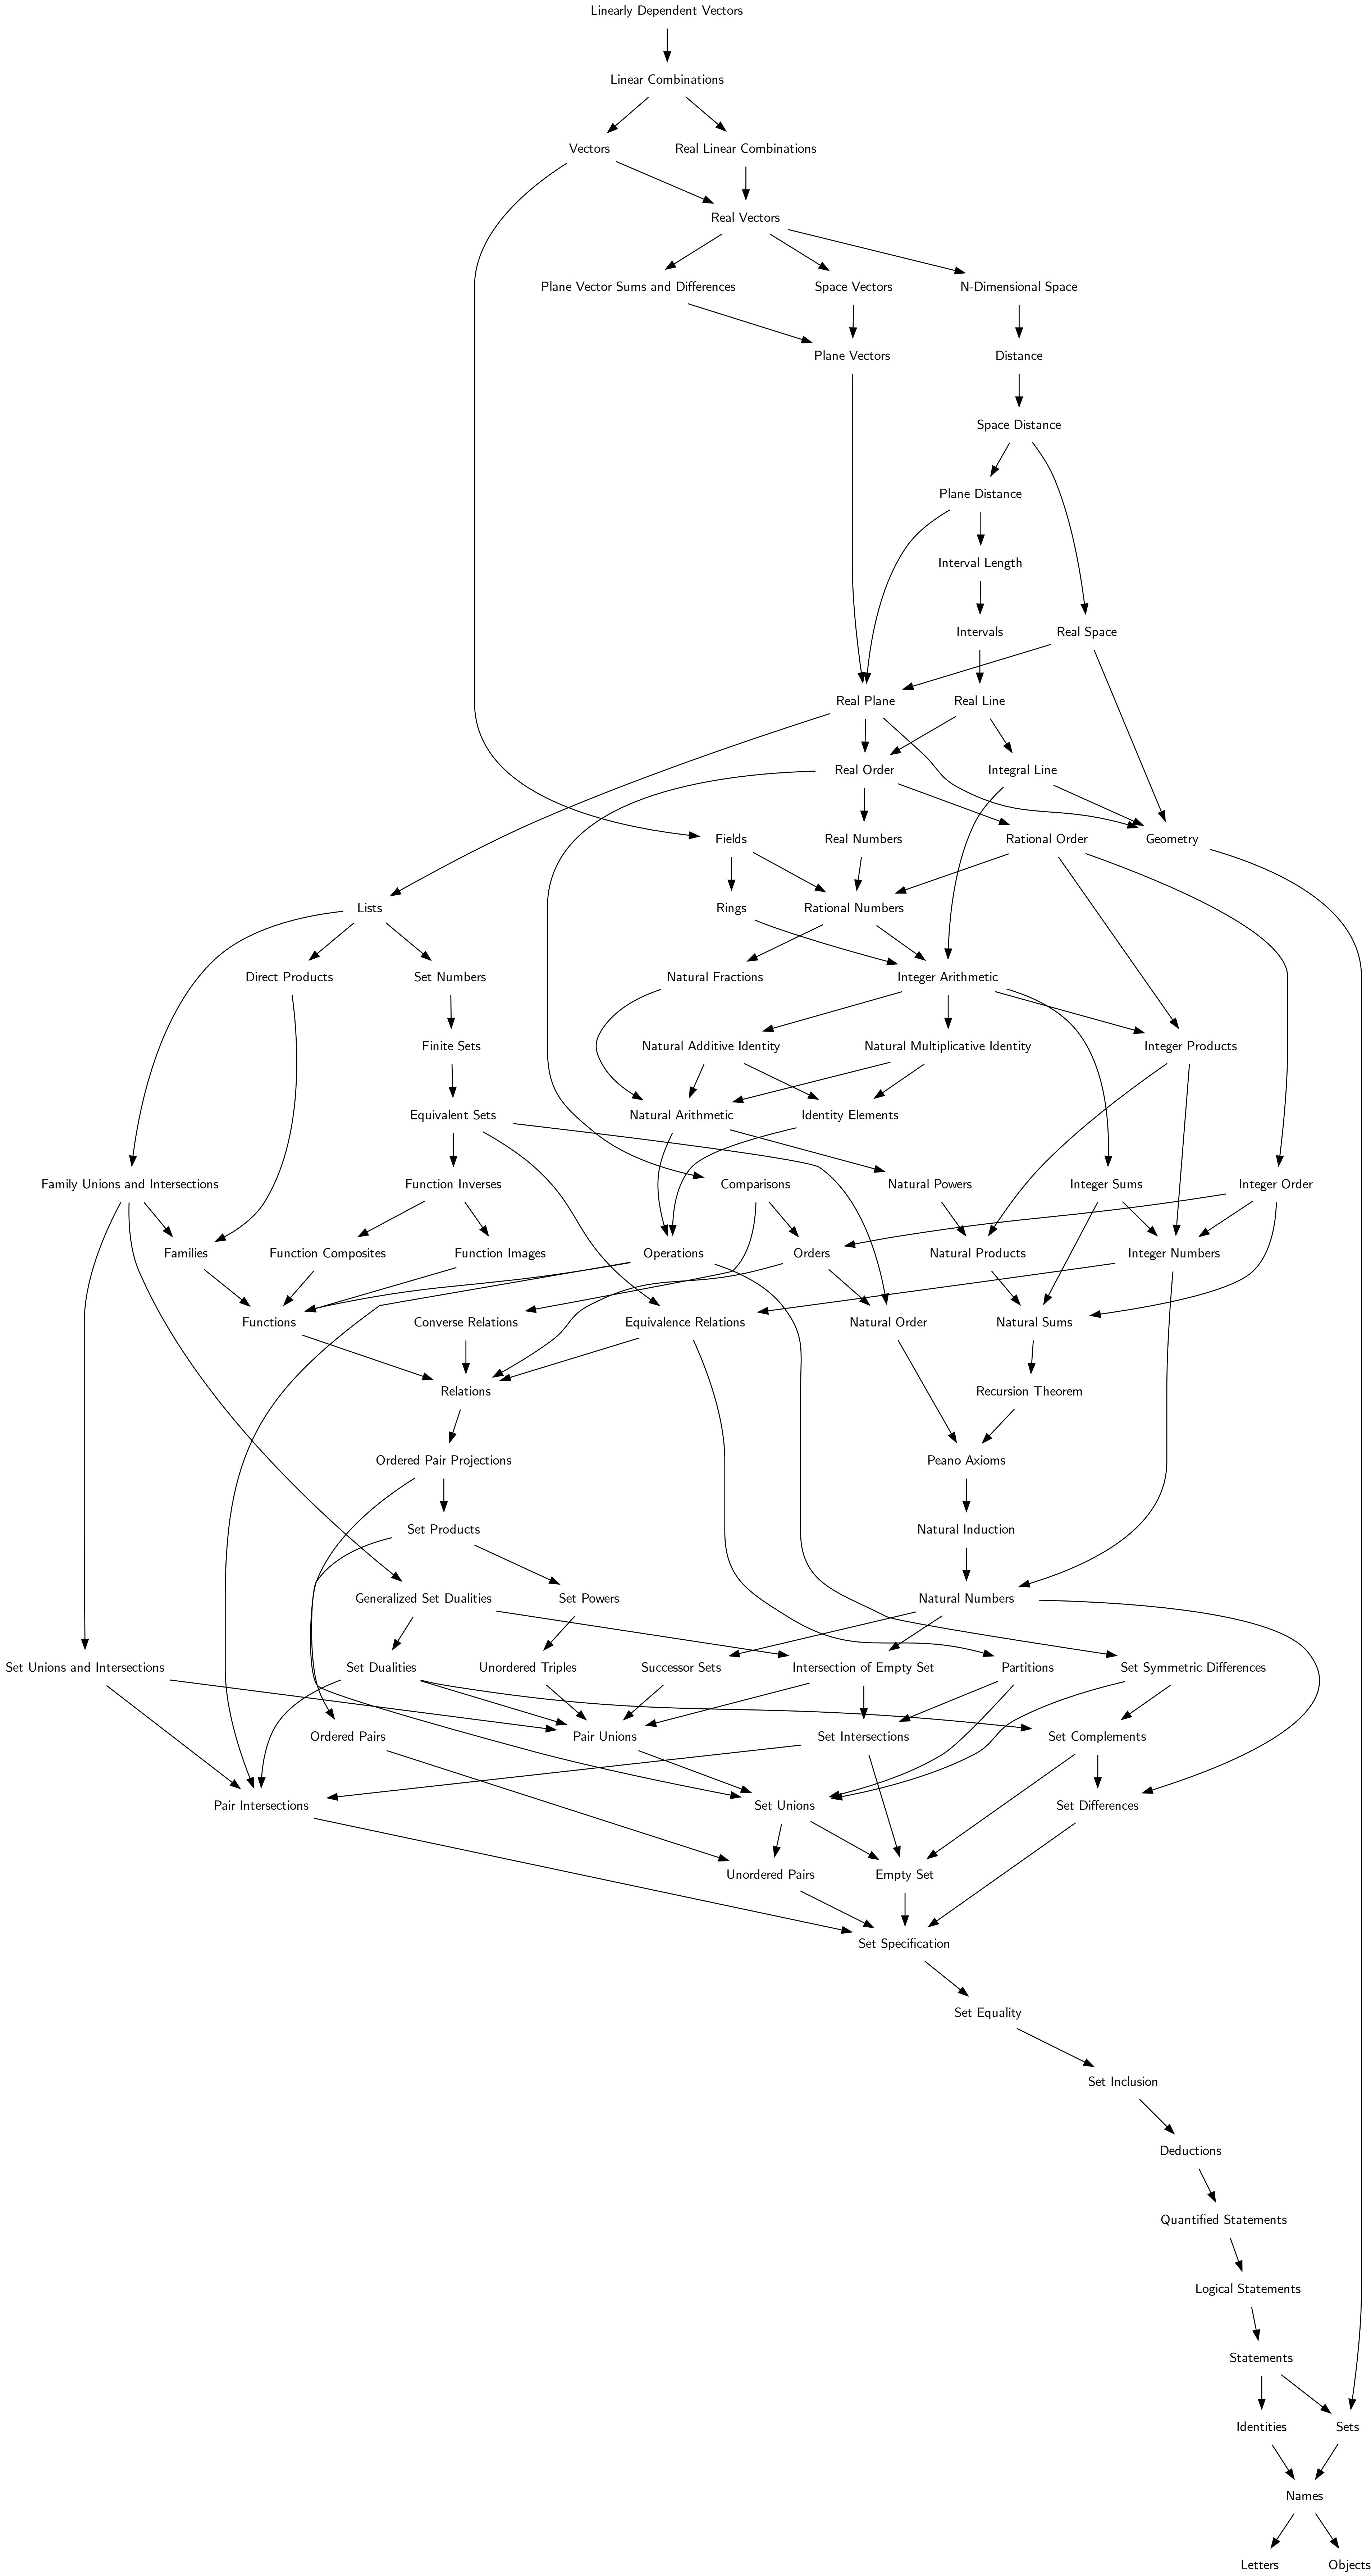 Linearly Dependent Vectors
Linear Combinations
Vectors
Real Linear Combinations
Real Vectors
Plane Vector Sums and Differences
Space Vectors
N-Dimensional Space
Plane Vectors
Distance
Space Distance
Plane Distance
Interval Length
Intervals
Real Space
Real Plane
Real Line
Real Order
Integral Line
Fields
Real Numbers
Rational Order
Geometry
Lists
Rings
Rational Numbers
Direct Products
Set Numbers
Natural Fractions
Integer Arithmetic
Finite Sets
Natural Additive Identity
Natural Multiplicative Identity
Integer Products
Equivalent Sets
Natural Arithmetic
Identity Elements
Family Unions and Intersections
Function Inverses
Comparisons
Natural Powers
Integer Sums
Integer Order
Families
Function Composites
Function Images
Operations
Orders
Natural Products
Integer Numbers
Functions
Converse Relations
Equivalence Relations
Natural Order
Natural Sums
Relations
Recursion Theorem
Ordered Pair Projections
Peano Axioms
Set Products
Natural Induction
Generalized Set Dualities
Set Powers
Natural Numbers
Set Unions and Intersections
Set Dualities
Unordered Triples
Successor Sets
Intersection of Empty Set
Partitions
Set Symmetric Differences
Ordered Pairs
Pair Unions
Set Intersections
Set Complements
Pair Intersections
Set Unions
Set Differences
Unordered Pairs
Empty Set
Set Specification
Set Equality
Set Inclusion
Deductions
Quantified Statements
Logical Statements
Statements
Identities
Sets
Names
Letters
Objects